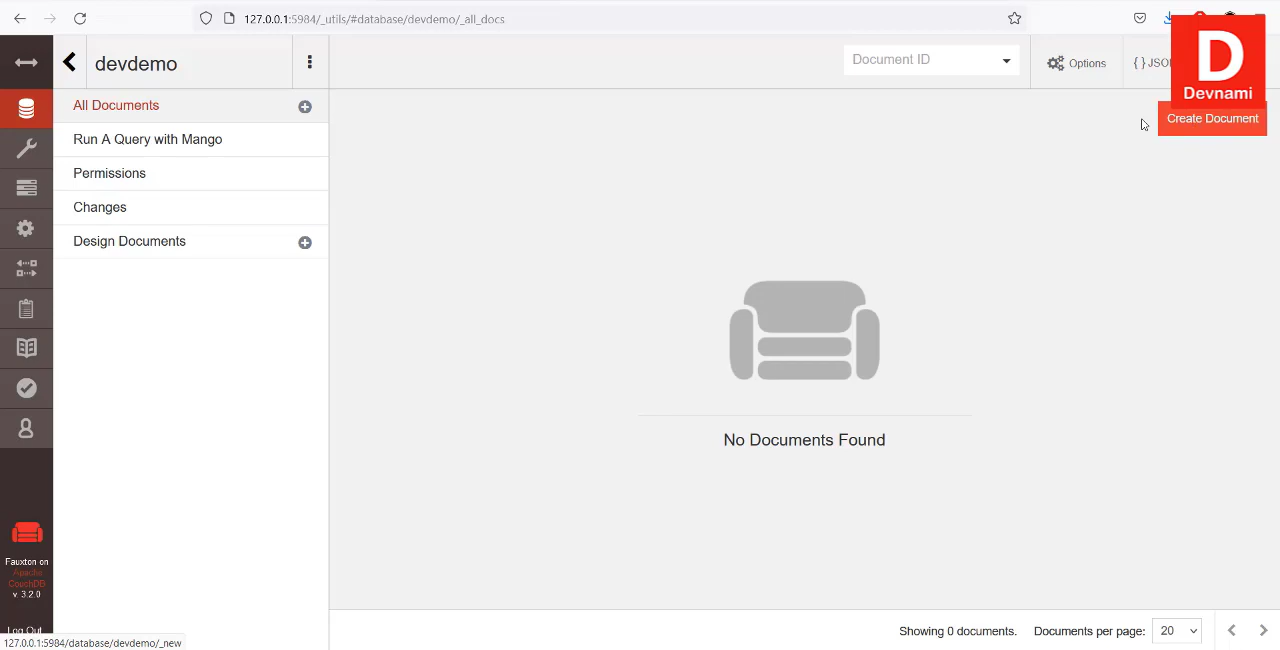 127.0.0.1:5984/_utils/#database/devdemo/_all_docs
devdemo
Document ID
Options
{ } JSO
D
Devnami
Create Document
All Documents
Run A Query with Mango
Permissions
Changes
Design Documents
No Documents Found
Fauxton on
Apache
CouchDB
v. 3.2.0
Log Out
127.0.0.1:5984/database/devdemo/_new
Showing 0 documents.
Documents per page:
20